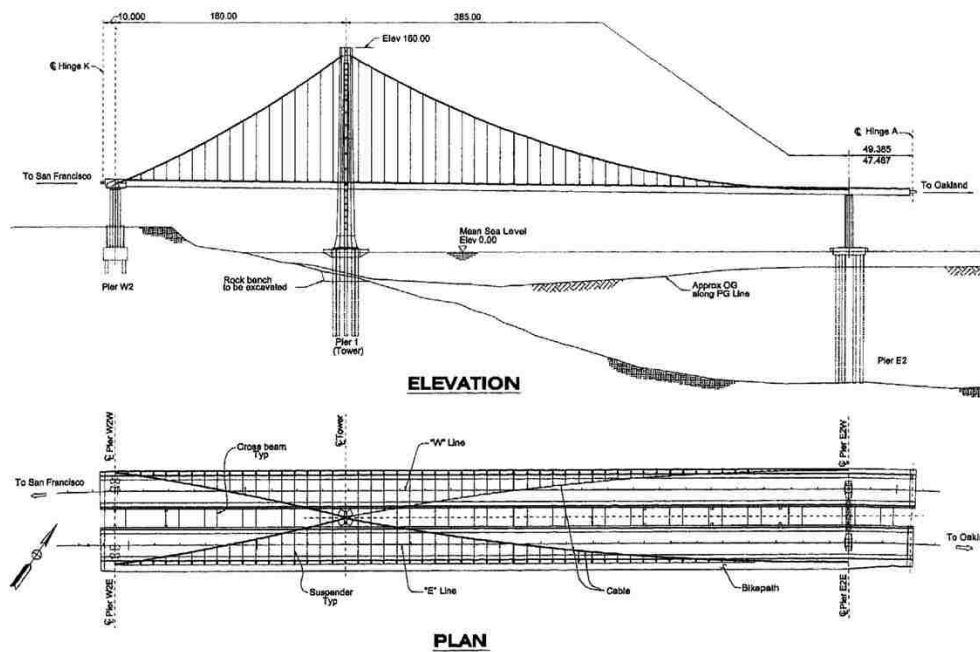 10.000 180.00 385.00
Elev 160.00
℄ Hinge K
℄ Hinge A
49.385
47.467
To San Francisco
To Oakland
Mean Sea Level
Elev 0.00
Rock bench
to be excavated
Approx OG
along PG Line
Pier W2
Pier 1
(Tower)
Pier E2
ELEVATION
℄ Pier W2W
Cross beam
Typ
℄ Tower
"W" Line
℄ Pier E2W
To San Francisco
To Oakl
Suspender
Typ
"E" Line
Cable
Bikepath
℄ Pier W2E
℄ Pier E2E
PLAN